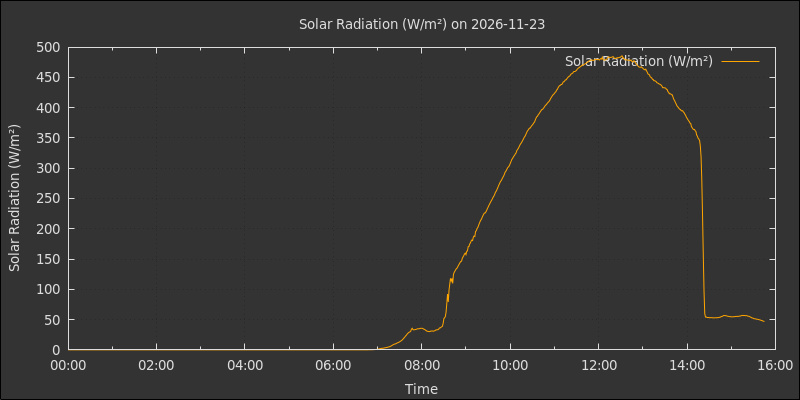 Solar Radiation (W/m²) on 2026-11-23
Solar Radiation (W/m²)
Solar Radiation (W/m²)
500
450
400
350
300
250
200
150
100
50
0
00:00 02:00 04:00 06:00 08:00 10:00 12:00 14:00 16:00
Time